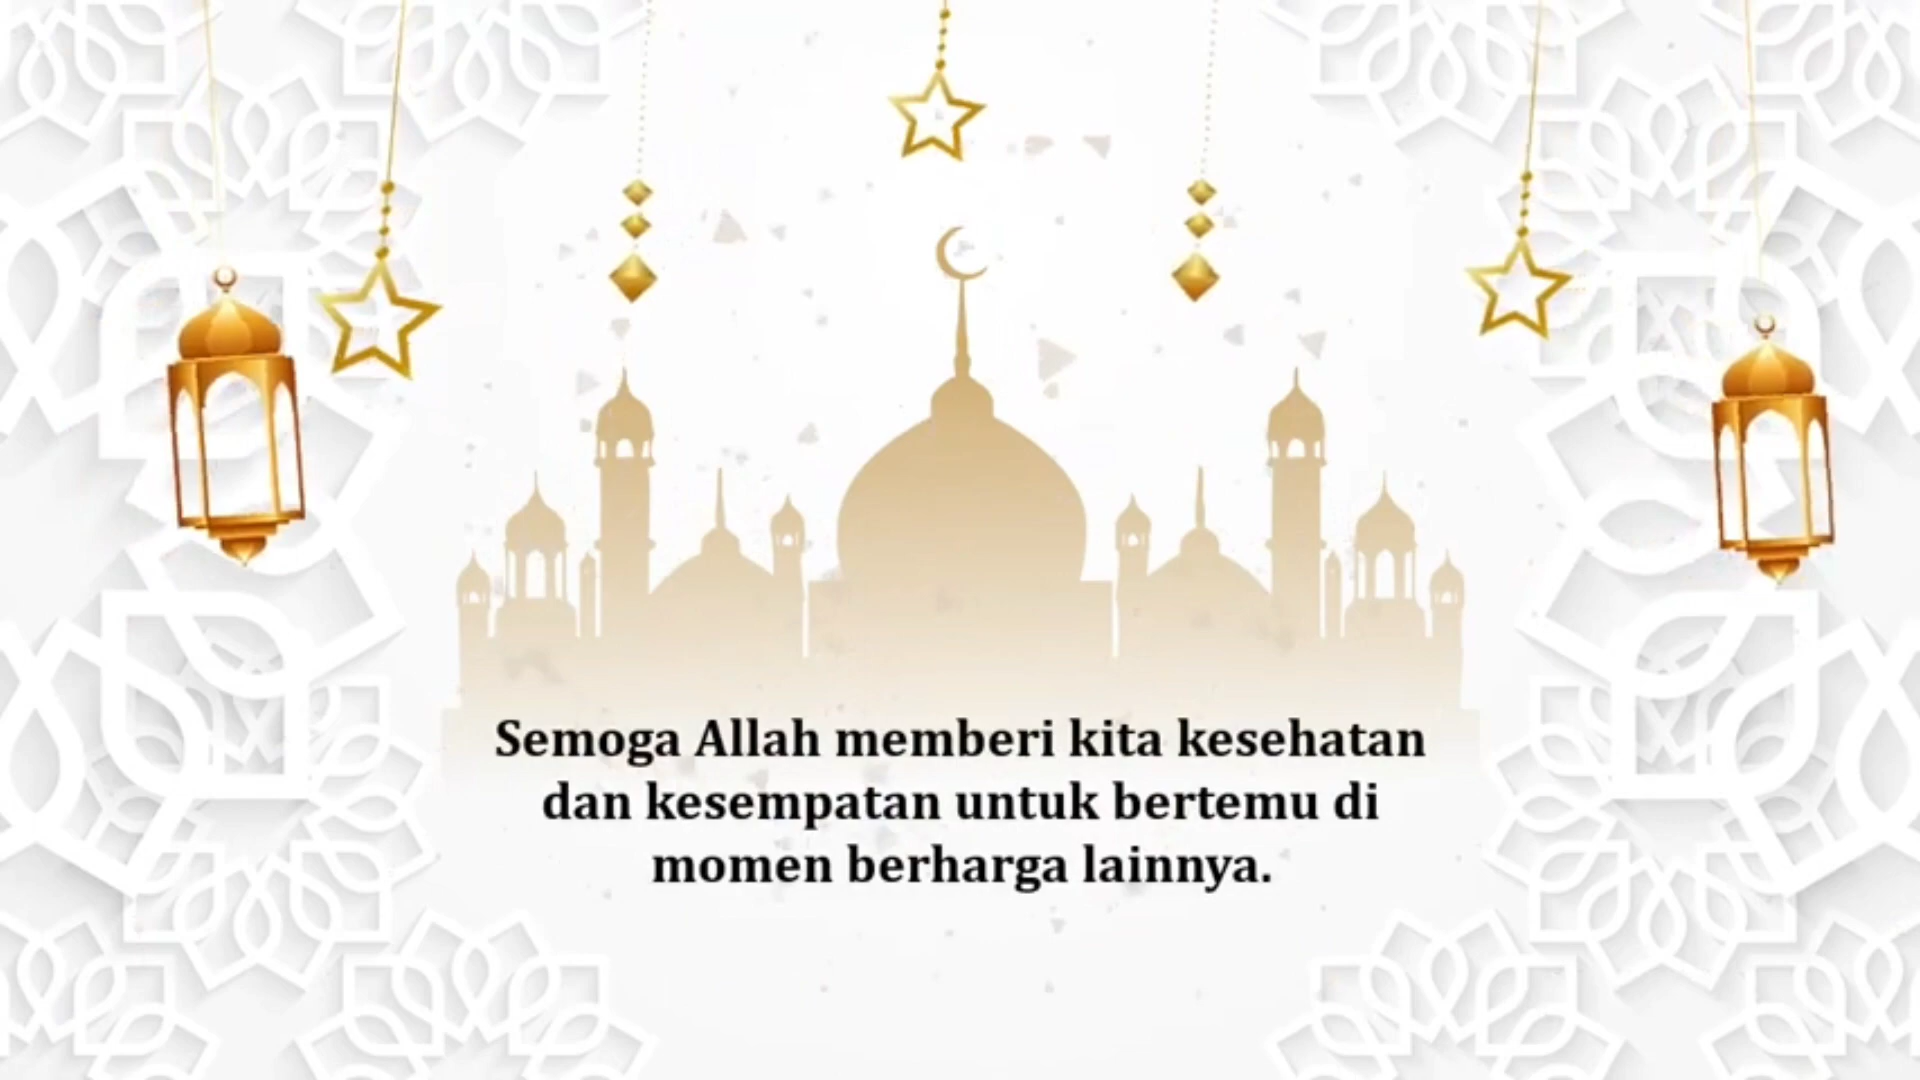 Semoga Allah memberi kita kesehatan
dan kesempatan untuk bertemu di
momen berharga lainnya.